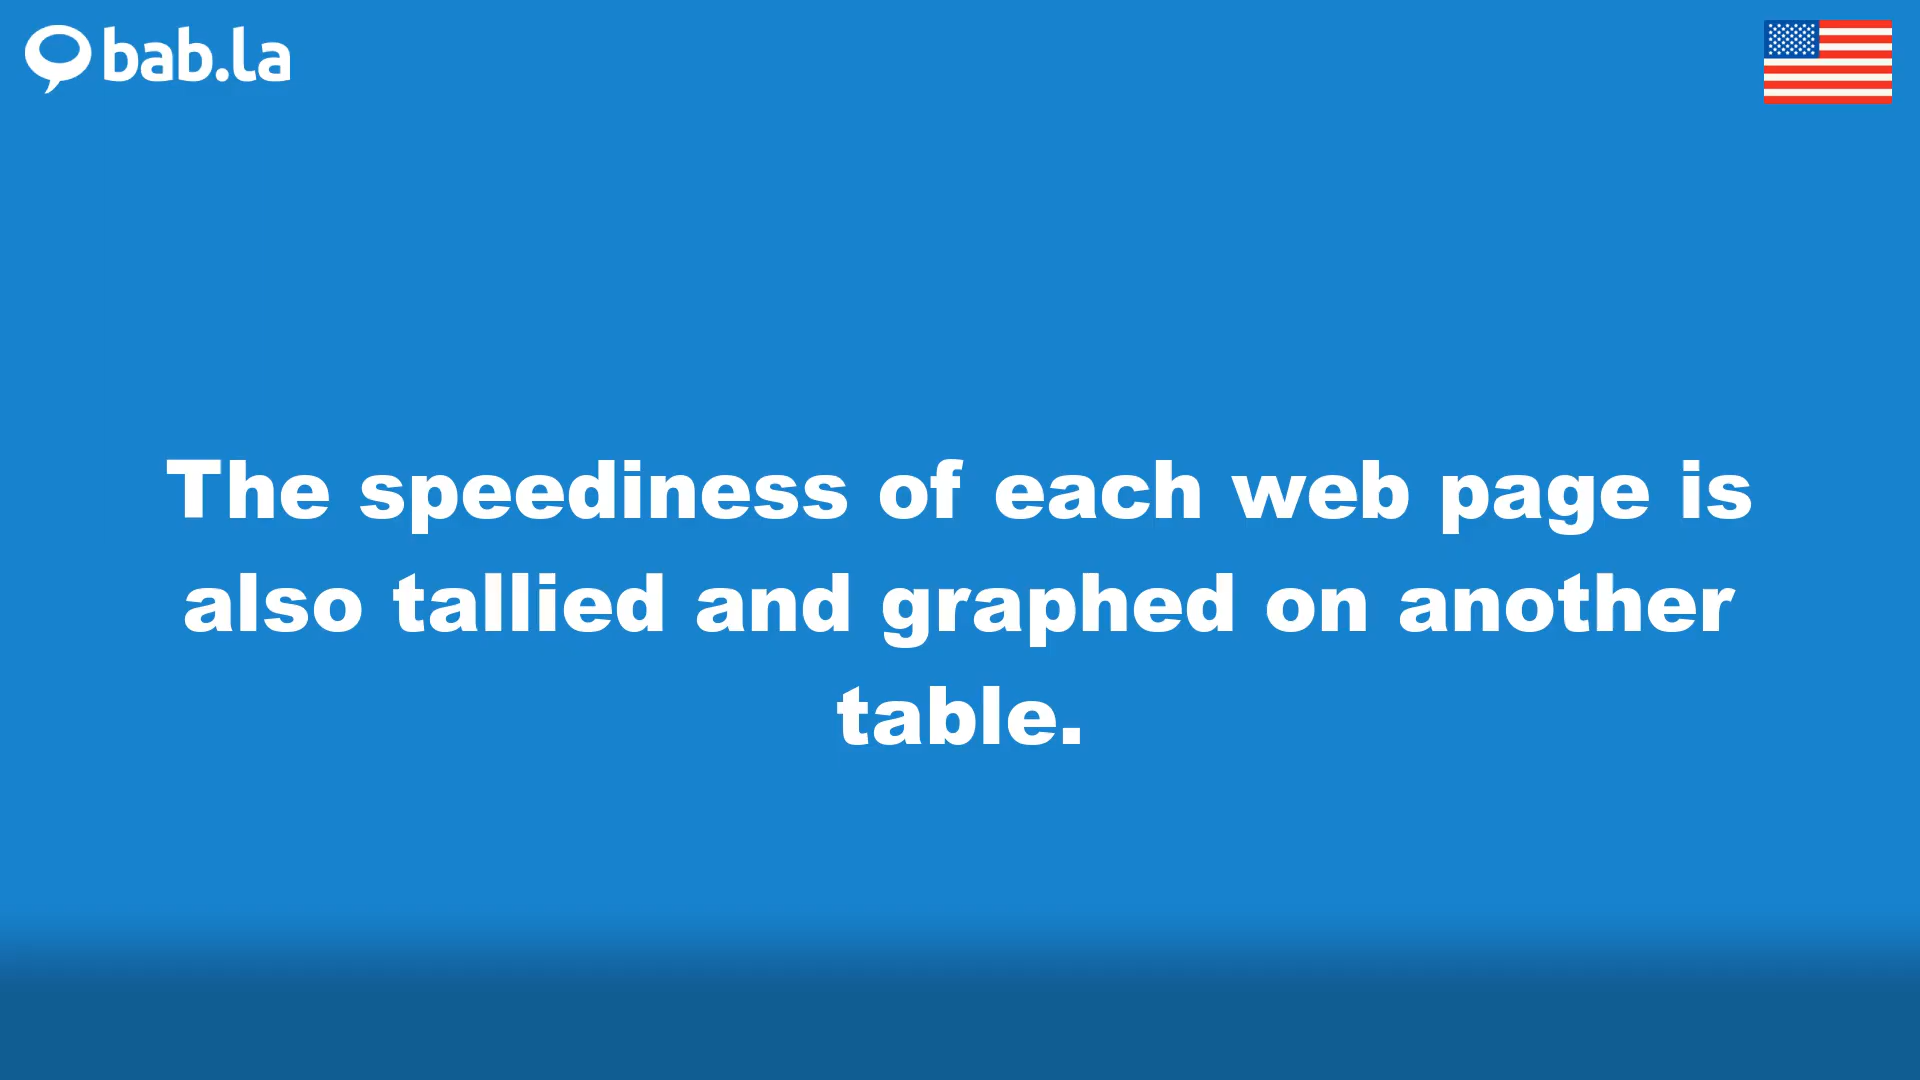 bab.la
The speediness of each web page is
also tallied and graphed on another
table.